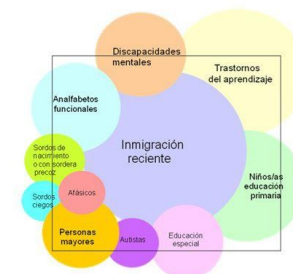 Discapacidades
mentales
Trastornos
del aprendizaje
Analfabetos
funcionales
Inmigración
reciente
Sordos de
nacimiento
o con sordera
precoz
Niños/as
educación
primaria
Afásicos
Sordos
ciegos
Personas
mayores
Autistas
Educación
especial